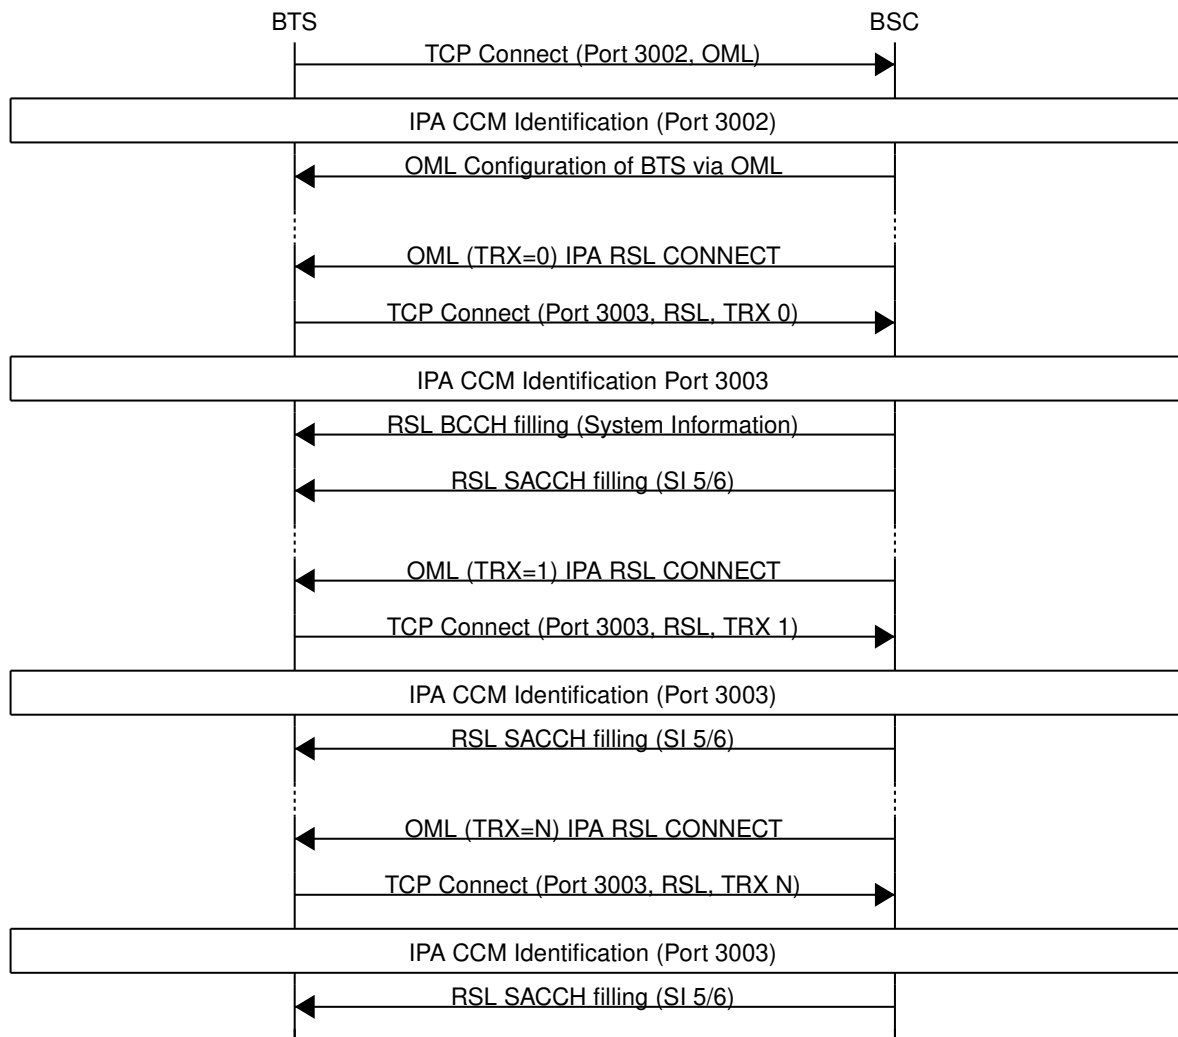 BTS BSC
TCP Connect (Port 3002, OML)
IPA CCM Identification (Port 3002)
OML Configuration of BTS via OML
OML (TRX=0) IPA RSL CONNECT
TCP Connect (Port 3003, RSL, TRX 0)
IPA CCM Identification Port 3003
RSL BCCH filling (System Information)
RSL SACCH filling (SI 5/6)
OML (TRX=1) IPA RSL CONNECT
TCP Connect (Port 3003, RSL, TRX 1)
IPA CCM Identification (Port 3003)
RSL SACCH filling (SI 5/6)
OML (TRX=N) IPA RSL CONNECT
TCP Connect (Port 3003, RSL, TRX N)
IPA CCM Identification (Port 3003)
RSL SACCH filling (SI 5/6)